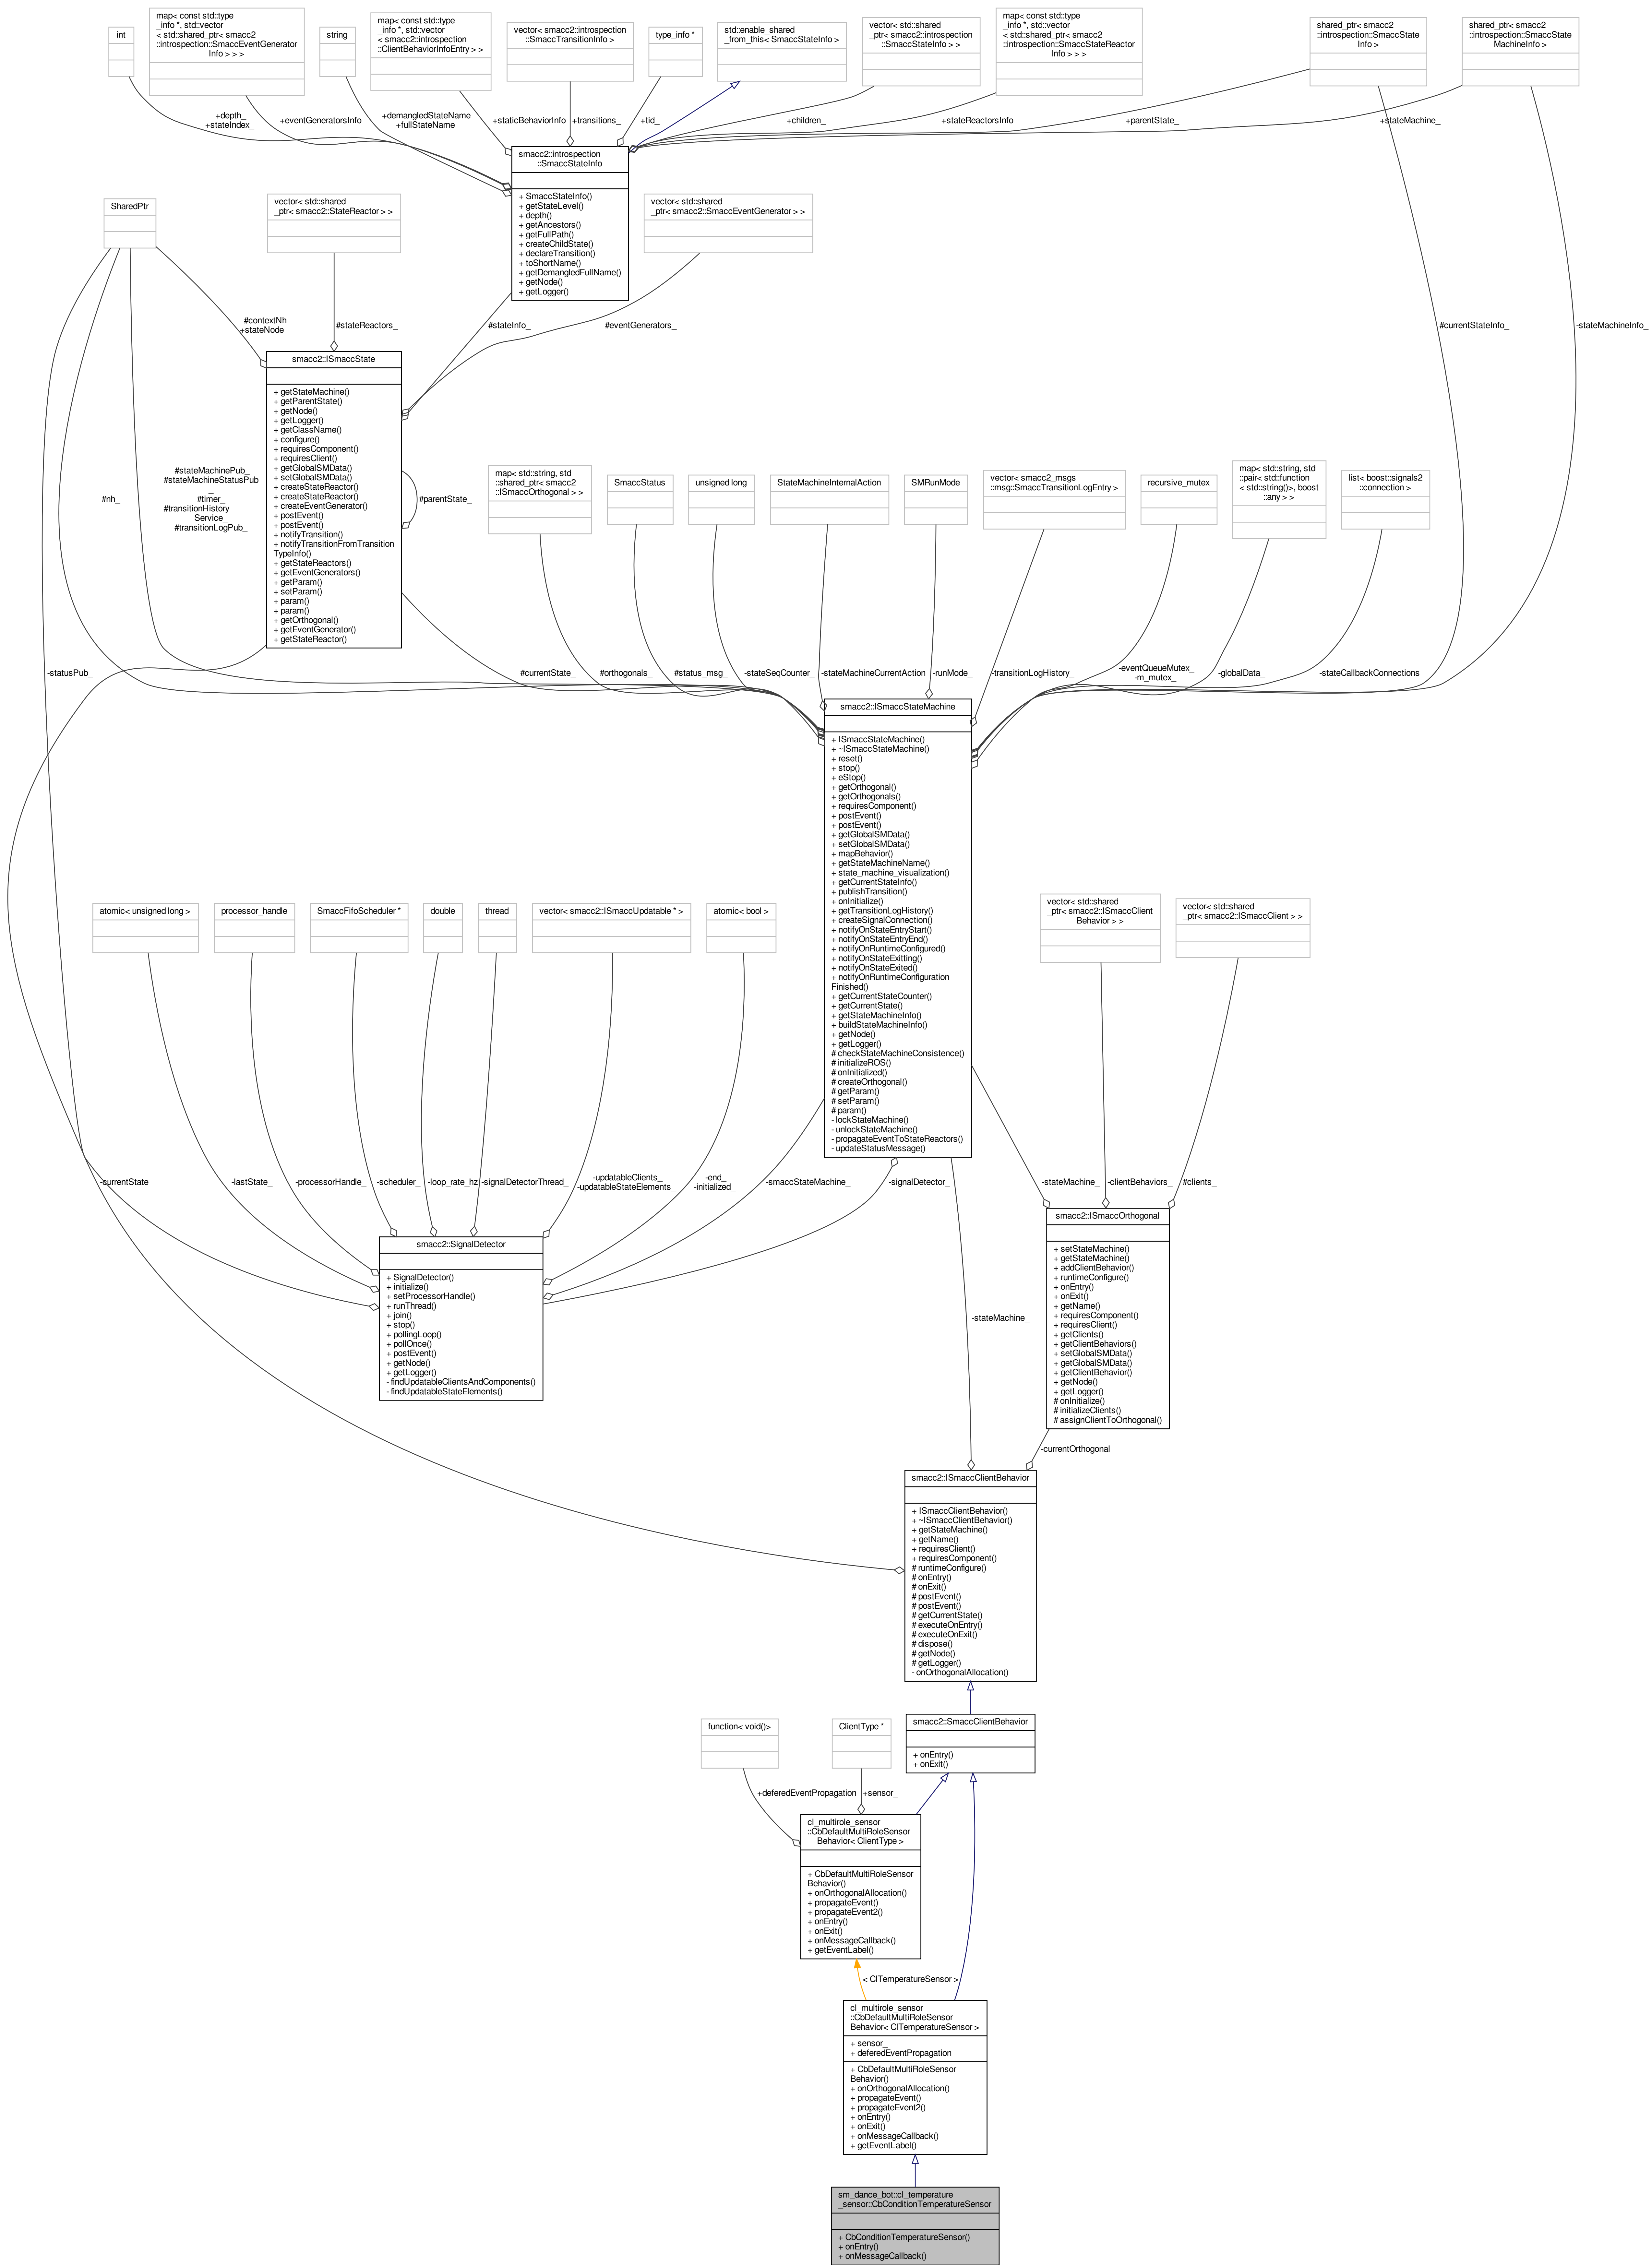 int
map< const std::type
_info *, std::vector
< std::shared_ptr< smacc2
::introspection::SmaccEventGenerator
Info > > >
string
map< const std::type
_info *, std::vector
< smacc2::introspection
::ClientBehaviorInfoEntry > >
vector< smacc2::introspection
::SmaccTransitionInfo >
type_info *
std::enable_shared
_from_this< SmaccStateInfo >
vector< std::shared
_ptr< smacc2::introspection
::SmaccStateInfo > >
map< const std::type
_info *, std::vector
< std::shared_ptr< smacc2
::introspection::SmaccStateReactor
Info > > >
shared_ptr< smacc2
::introspection::SmaccState
Info >
shared_ptr< smacc2
::introspection::SmaccState
MachineInfo >
+depth_
+stateIndex_
+eventGeneratorsInfo
+demangledStateName
+fullStateName
+staticBehaviorInfo
+transitions_
+tid_
+children_
+stateReactorsInfo
+parentState_
+stateMachine_
smacc2::introspection
::SmaccStateInfo
+ SmaccStateInfo()
+ getStateLevel()
+ depth()
+ getAncestors()
+ getFullPath()
+ createChildState()
+ declareTransition()
+ toShortName()
+ getDemangledFullName()
+ getNode()
+ getLogger()
SharedPtr
vector< std::shared
_ptr< smacc2::StateReactor > >
vector< std::shared
_ptr< smacc2::SmaccEventGenerator > >
#contextNh
+stateNode_
#stateReactors_
#stateInfo_
#eventGenerators_
#currentStateInfo_
-stateMachineInfo_
smacc2::ISmaccState
+ getStateMachine()
+ getParentState()
+ getNode()
+ getLogger()
+ getClassName()
+ configure()
+ requiresComponent()
+ requiresClient()
+ getGlobalSMData()
+ setGlobalSMData()
+ createStateReactor()
+ createStateReactor()
+ createEventGenerator()
+ postEvent()
+ postEvent()
+ notifyTransition()
+ notifyTransitionFromTransition
TypeInfo()
+ getStateReactors()
+ getEventGenerators()
+ getParam()
+ setParam()
+ param()
+ param()
+ getOrthogonal()
+ getEventGenerator()
+ getStateReactor()
#parentState_
#nh_
#stateMachinePub_
#stateMachineStatusPub
_
#timer_
#transitionHistory
Service_
#transitionLogPub_
map< std::string, std
::shared_ptr< smacc2
::ISmaccOrthogonal > >
SmaccStatus
unsigned long
StateMachineInternalAction
SMRunMode
vector< smacc2_msgs
::msg::SmaccTransitionLogEntry >
recursive_mutex
map< std::string, std
::pair< std::function
< std::string()>, boost
::any > >
list< boost::signals2
::connection >
-statusPub_
#currentState_
#orthogonals_
#status_msg_
-stateSeqCounter_
-stateMachineCurrentAction
-runMode_
-transitionLogHistory_
-eventQueueMutex_
-m_mutex_
-globalData_
-stateCallbackConnections
smacc2::ISmaccStateMachine
+ ISmaccStateMachine()
+ ~ISmaccStateMachine()
+ reset()
+ stop()
+ eStop()
+ getOrthogonal()
+ getOrthogonals()
+ requiresComponent()
+ postEvent()
+ postEvent()
+ getGlobalSMData()
+ setGlobalSMData()
+ mapBehavior()
+ getStateMachineName()
+ state_machine_visualization()
+ getCurrentStateInfo()
+ publishTransition()
+ onInitialize()
+ getTransitionLogHistory()
+ createSignalConnection()
+ notifyOnStateEntryStart()
+ notifyOnStateEntryEnd()
+ notifyOnRuntimeConfigured()
+ notifyOnStateExitting()
+ notifyOnStateExited()
+ notifyOnRuntimeConfiguration
Finished()
+ getCurrentStateCounter()
+ getCurrentState()
+ getStateMachineInfo()
+ buildStateMachineInfo()
+ getNode()
+ getLogger()
# checkStateMachineConsistence()
# initializeROS()
# onInitialized()
# createOrthogonal()
# getParam()
# setParam()
# param()
- lockStateMachine()
- unlockStateMachine()
- propagateEventToStateReactors()
- updateStatusMessage()
atomic< unsigned long >
processor_handle
SmaccFifoScheduler *
double
thread
vector< smacc2::ISmaccUpdatable * >
atomic< bool >
vector< std::shared
_ptr< smacc2::ISmaccClient
Behavior > >
vector< std::shared
_ptr< smacc2::ISmaccClient > >
-currentState
-lastState_
-processorHandle_
-scheduler_
-loop_rate_hz
-signalDetectorThread_
-updatableClients_
-updatableStateElements_
-end_
-initialized_
-smaccStateMachine_
-signalDetector_
-stateMachine_
-clientBehaviors_
#clients_
smacc2::SignalDetector
+ SignalDetector()
+ initialize()
+ setProcessorHandle()
+ runThread()
+ join()
+ stop()
+ pollingLoop()
+ pollOnce()
+ postEvent()
+ getNode()
+ getLogger()
- findUpdatableClientsAndComponents()
- findUpdatableStateElements()
smacc2::ISmaccOrthogonal
+ setStateMachine()
+ getStateMachine()
+ addClientBehavior()
+ runtimeConfigure()
+ onEntry()
+ onExit()
+ getName()
+ requiresComponent()
+ requiresClient()
+ getClients()
+ getClientBehaviors()
+ setGlobalSMData()
+ getGlobalSMData()
+ getClientBehavior()
+ getNode()
+ getLogger()
# onInitialize()
# initializeClients()
# assignClientToOrthogonal()
-stateMachine_
-currentOrthogonal
smacc2::ISmaccClientBehavior
+ ISmaccClientBehavior()
+ ~ISmaccClientBehavior()
+ getStateMachine()
+ getName()
+ requiresClient()
+ requiresComponent()
# runtimeConfigure()
# onEntry()
# onExit()
# postEvent()
# postEvent()
# getCurrentState()
# executeOnEntry()
# executeOnExit()
# dispose()
# getNode()
# getLogger()
- onOrthogonalAllocation()
function< void()>
ClientType *
smacc2::SmaccClientBehavior
+ onEntry()
+ onExit()
+deferedEventPropagation
+sensor_
cl_multirole_sensor
::CbDefaultMultiRoleSensor
Behavior< ClientType >
+ CbDefaultMultiRoleSensor
Behavior()
+ onOrthogonalAllocation()
+ propagateEvent()
+ propagateEvent2()
+ onEntry()
+ onExit()
+ onMessageCallback()
+ getEventLabel()
< ClTemperatureSensor >
cl_multirole_sensor
::CbDefaultMultiRoleSensor
Behavior< ClTemperatureSensor >
+ sensor_
+ deferedEventPropagation
+ CbDefaultMultiRoleSensor
Behavior()
+ onOrthogonalAllocation()
+ propagateEvent()
+ propagateEvent2()
+ onEntry()
+ onExit()
+ onMessageCallback()
+ getEventLabel()
sm_dance_bot::cl_temperature
_sensor::CbConditionTemperatureSensor
+ CbConditionTemperatureSensor()
+ onEntry()
+ onMessageCallback()